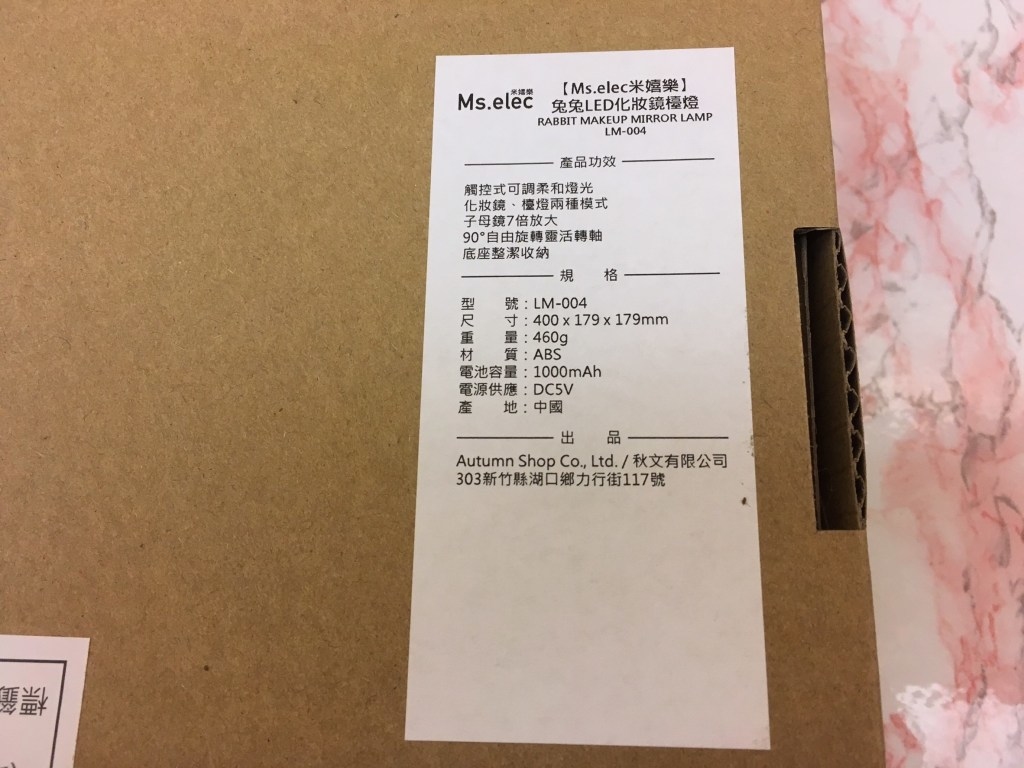 米嬉樂
Ms.elec
【Ms.elec米嬉樂】
兔兔LED化妝鏡檯燈
RABBIT MAKEUP MIRROR LAMP
LM-004
產品功效
觸控式可調柔和燈光
化妝鏡、檯燈兩種模式
子母鏡7倍放大
90°自由旋轉靈活轉軸
底座整潔收納
規 格
型 號：LM-004
尺 寸：400 x 179 x 179mm
重 量：460g
材 質：ABS
電池容量：1000mAh
電源供應：DC5V
產 地：中國
出 品
Autumn Shop Co., Ltd. / 秋文有限公司
303新竹縣湖口鄉力行街117號
標籤